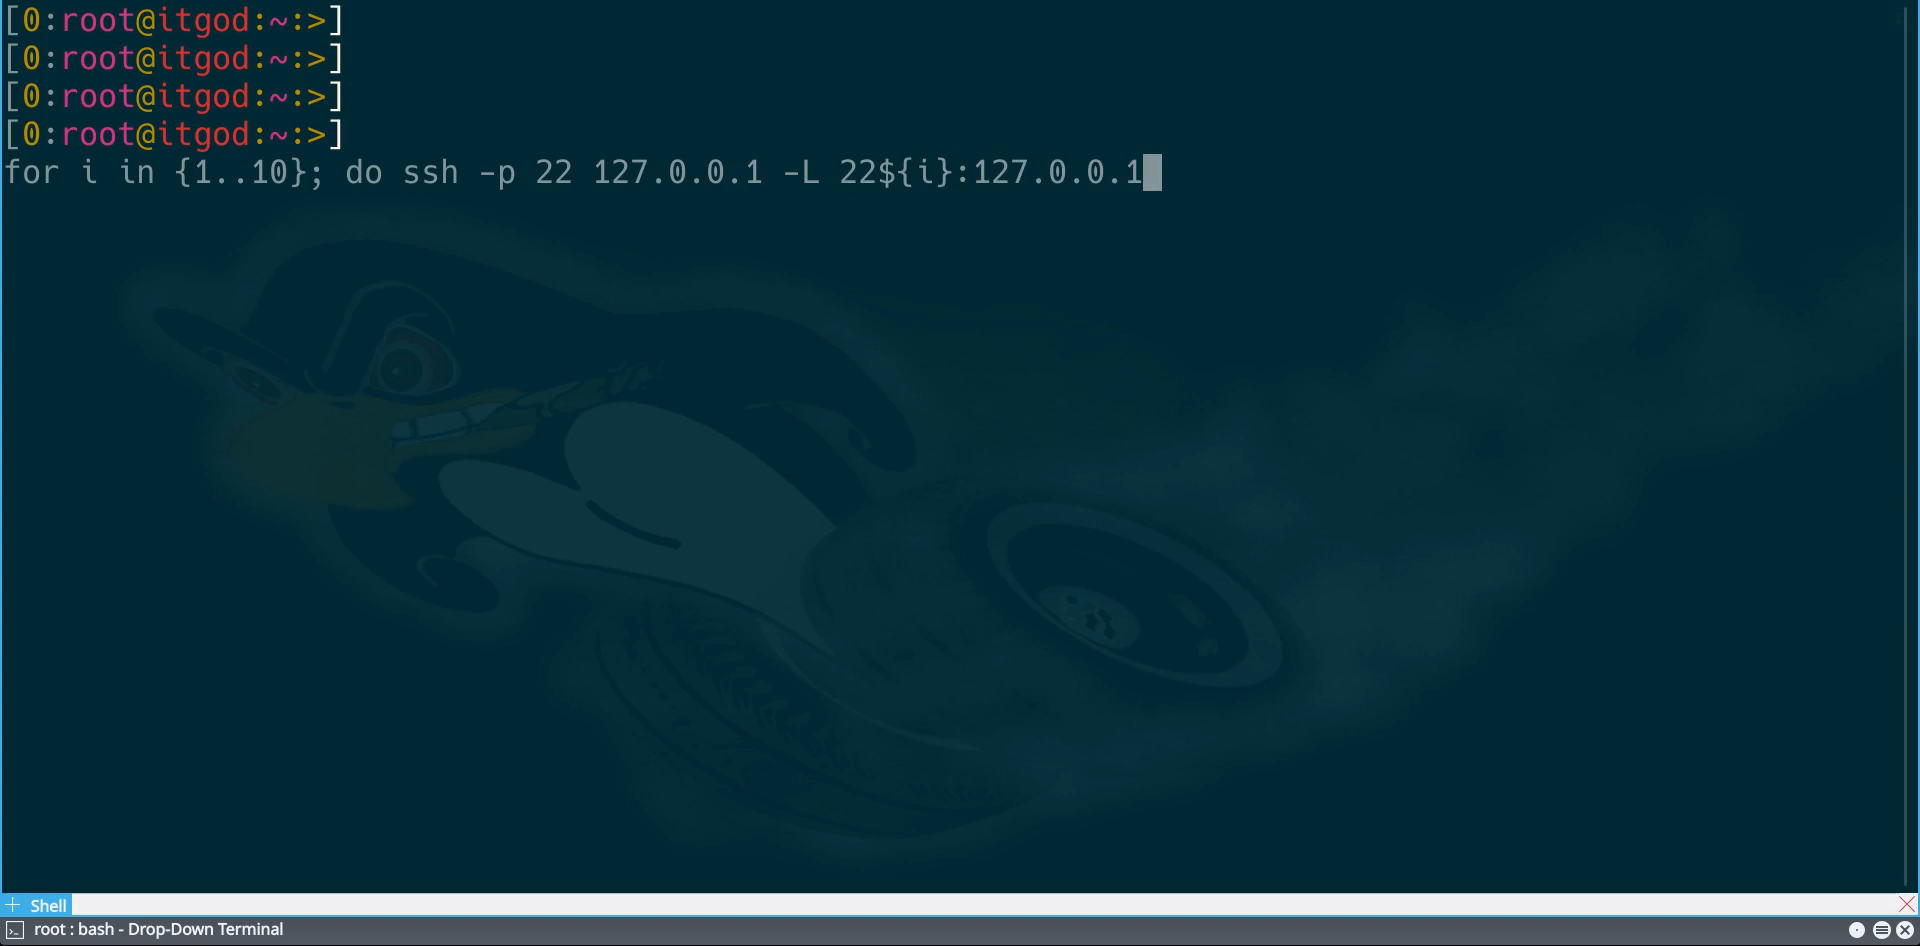 [0:root@itgod:~:>]
[0:root@itgod:~:>]
[0:root@itgod:~:>]
[0:root@itgod:~:>]
for i in {1..10}; do ssh -p 22 127.0.0.1 -L 22${i}:127.0.0.1
Shell
root : bash - Drop-Down Terminal